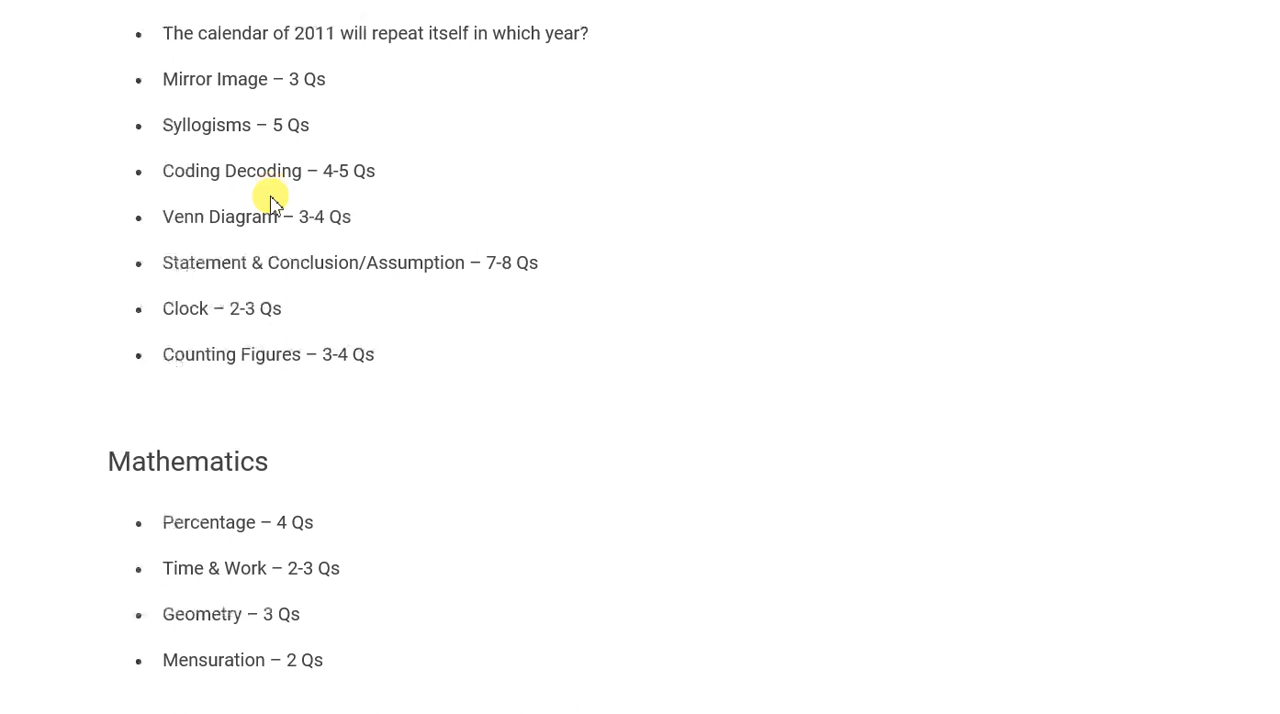 The calendar of 2011 will repeat itself in which year?
Mirror Image – 3 Qs
Syllogisms – 5 Qs
Coding Decoding – 4-5 Qs
Venn Diagram – 3-4 Qs
Statement & Conclusion/Assumption – 7-8 Qs
Clock – 2-3 Qs
Counting Figures – 3-4 Qs
Mathematics
Percentage – 4 Qs
Time & Work – 2-3 Qs
Geometry – 3 Qs
Mensuration – 2 Qs